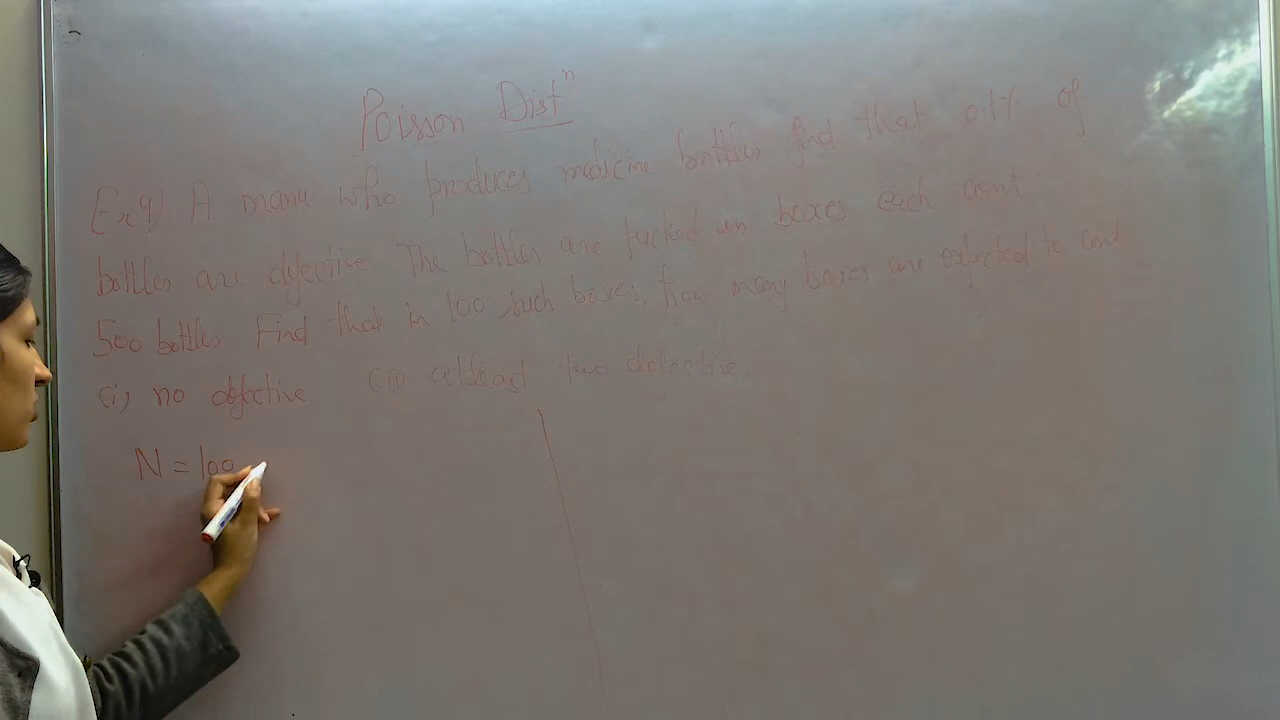 Poisson Distⁿ
Ex 4) A manu who produces medicine bottles find that 0.1% of
bottles are defective The bottles are packed in boxes each cont
500 bottles Find that in 100 such boxes, how many boxes are expected to cont
(i) no defective (ii) atleast two defective
N = 100